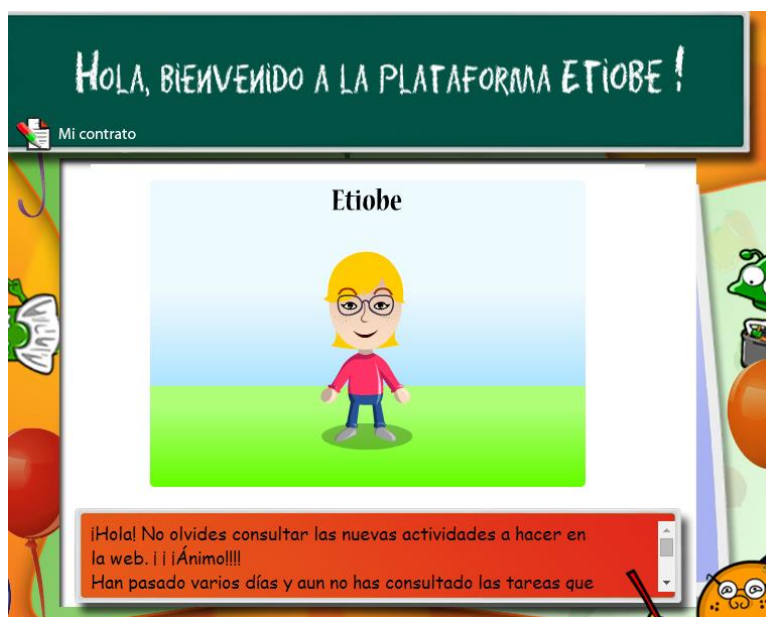 HOLA, BIENVENIDO A LA PLATAFORMA ETIOBE !
Mi contrato
Etiobe
¡Hola! No olvides consultar las nuevas actividades a hacer en
la web. ¡ ¡ ¡Ánimo!!!!
Han pasado varios días y aun no has consultado las tareas que